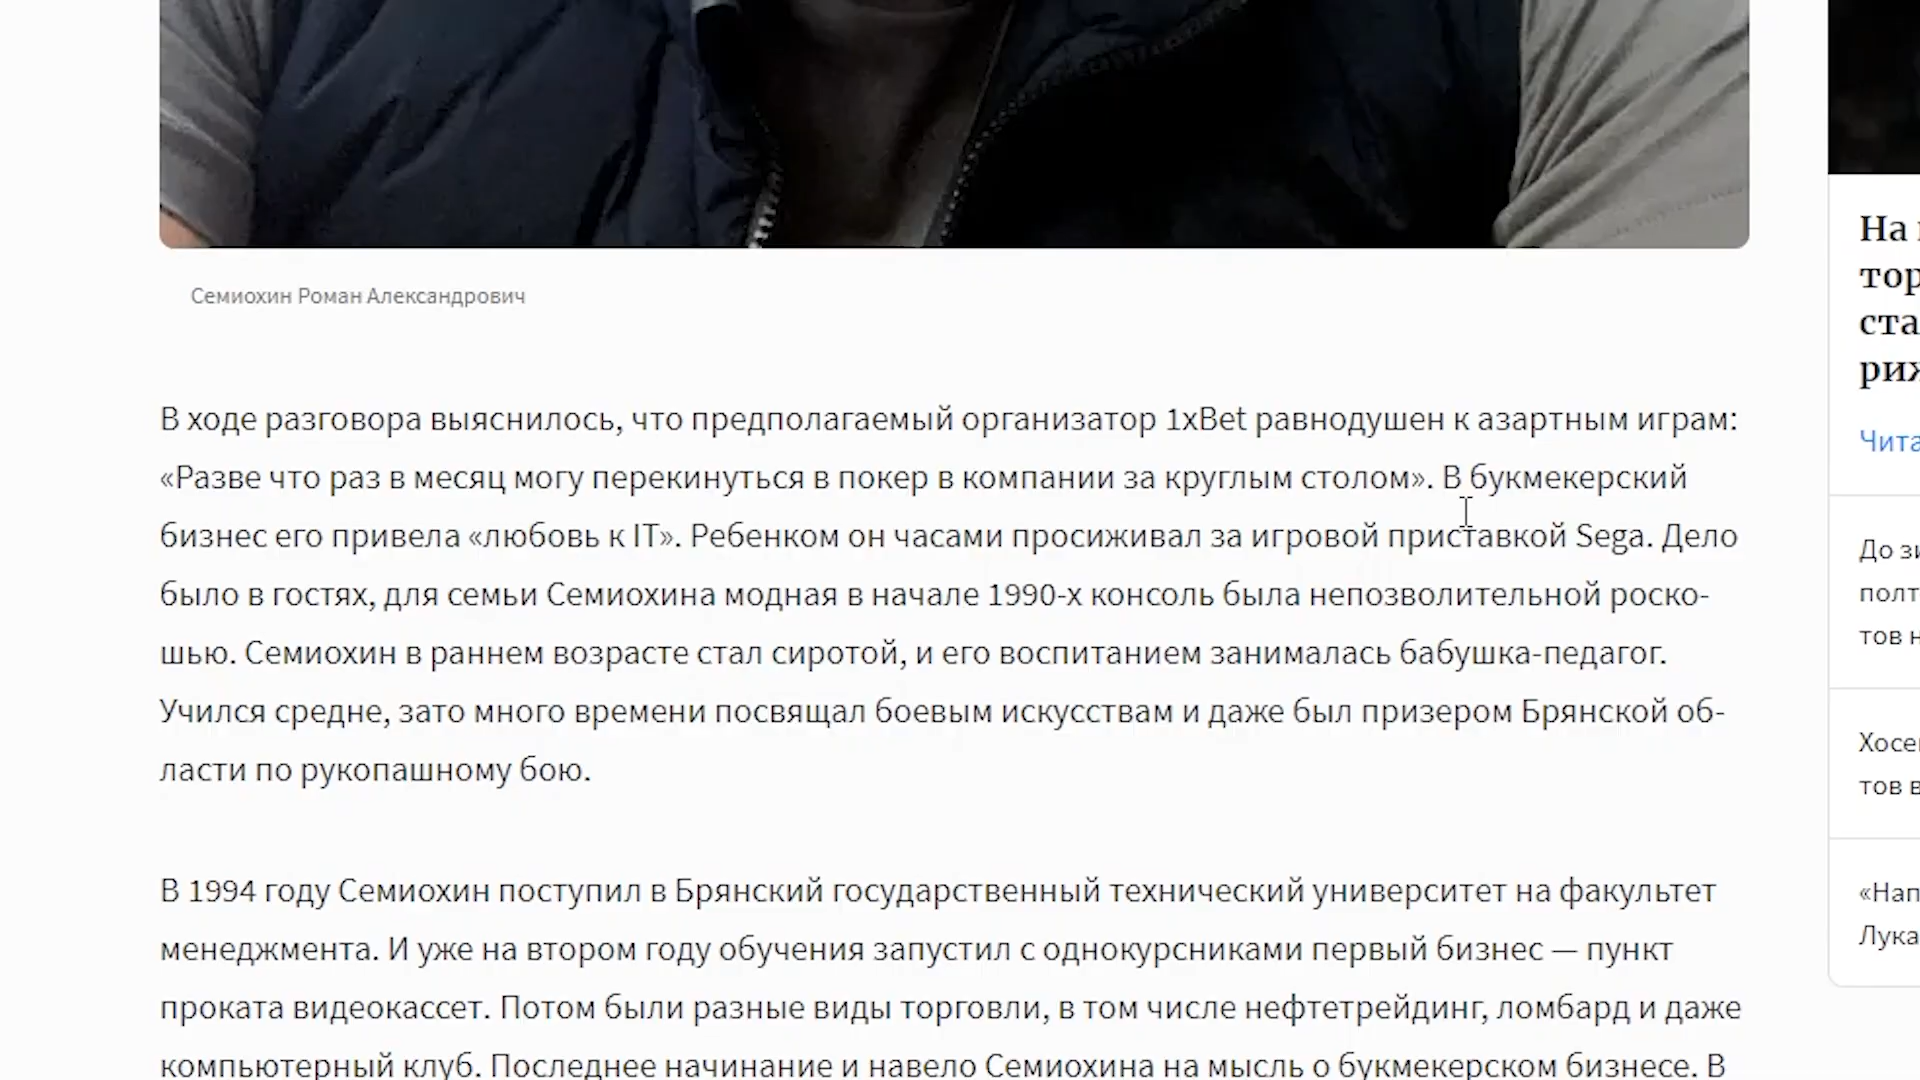 Семиохин Роман Александрович
В ходе разговора выяснилось, что предполагаемый организатор 1xBet равнодушен к азартным играм:
«Разве что раз в месяц могу перекинуться в покер в компании за круглым столом». В букмекерский
бизнес его привела «любовь к IT». Ребенком он часами просиживал за игровой приставкой Sega. Дело
было в гостях, для семьи Семиохина модная в начале 1990-х консоль была непозволительной роско-
шью. Семиохин в раннем возрасте стал сиротой, и его воспитанием занималась бабушка-педагог.
Учился средне, зато много времени посвящал боевым искусствам и даже был призером Брянской об-
ласти по рукопашному бою.
В 1994 году Семиохин поступил в Брянский государственный технический университет на факультет
менеджмента. И уже на втором году обучения запустил с однокурсниками первый бизнес — пункт
проката видеокассет. Потом были разные виды торговли, в том числе нефтетрейдинг, ломбард и даже
компьютерный клуб. Последнее начинание и навело Семиохина на мысль о букмекерском бизнесе. В
На
тор
ста
риж
Чита
До зи
полт
тов н
Хосе
тов в
«Нап
Лука